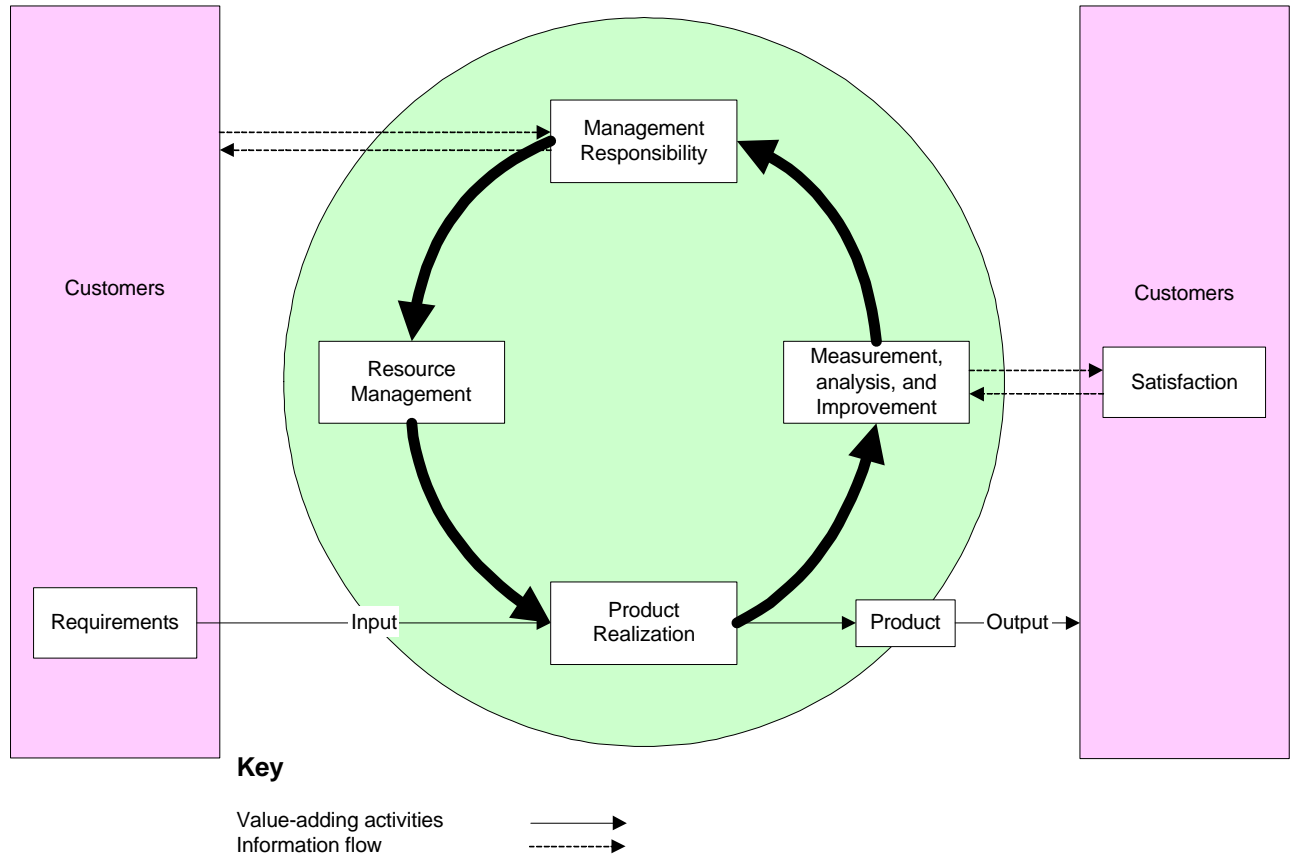 Management
Responsibility
Customers
Customers
Resource
Management
Measurement,
analysis, and
Improvement
Satisfaction
Requirements
Input
Product
Realization
Product
Output
Key
Value-adding activities
Information flow